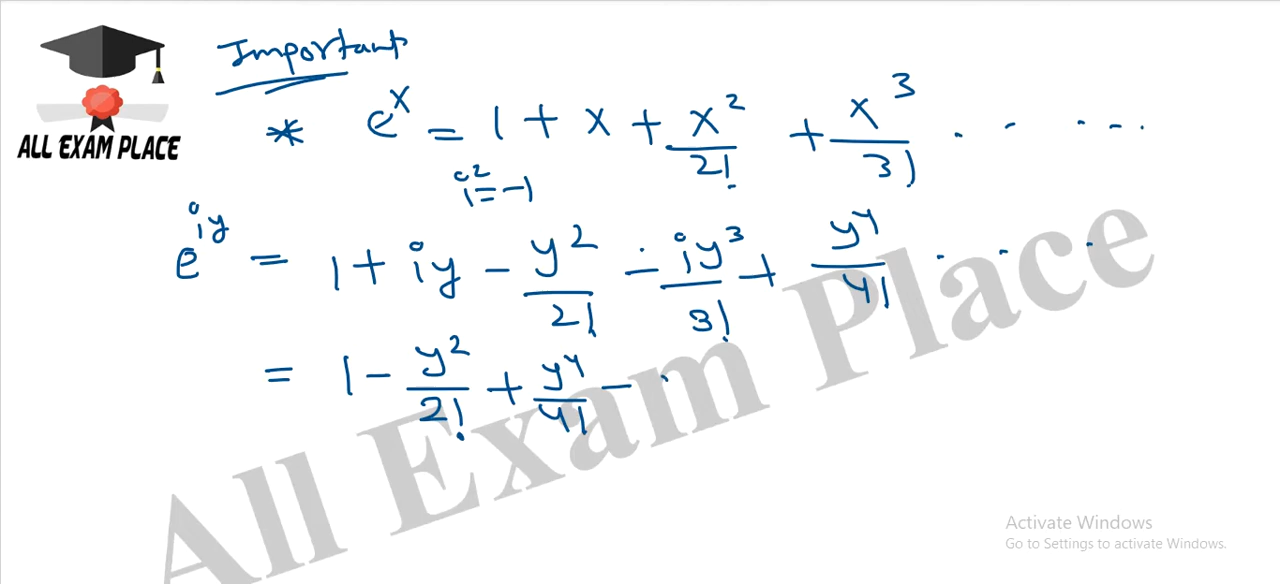 Important
ALL EXAM PLACE
* e^x = 1 + x + x^2/2! + x^3/3! . . . . . .
i^2 = -1
e^iy = 1 + iy - y^2/2! - iy^3/3! + y^4/4! . . .
= 1 - y^2/2! + y^4/4! - .
All Exam Place
Activate Windows
Go to Settings to activate Windows.